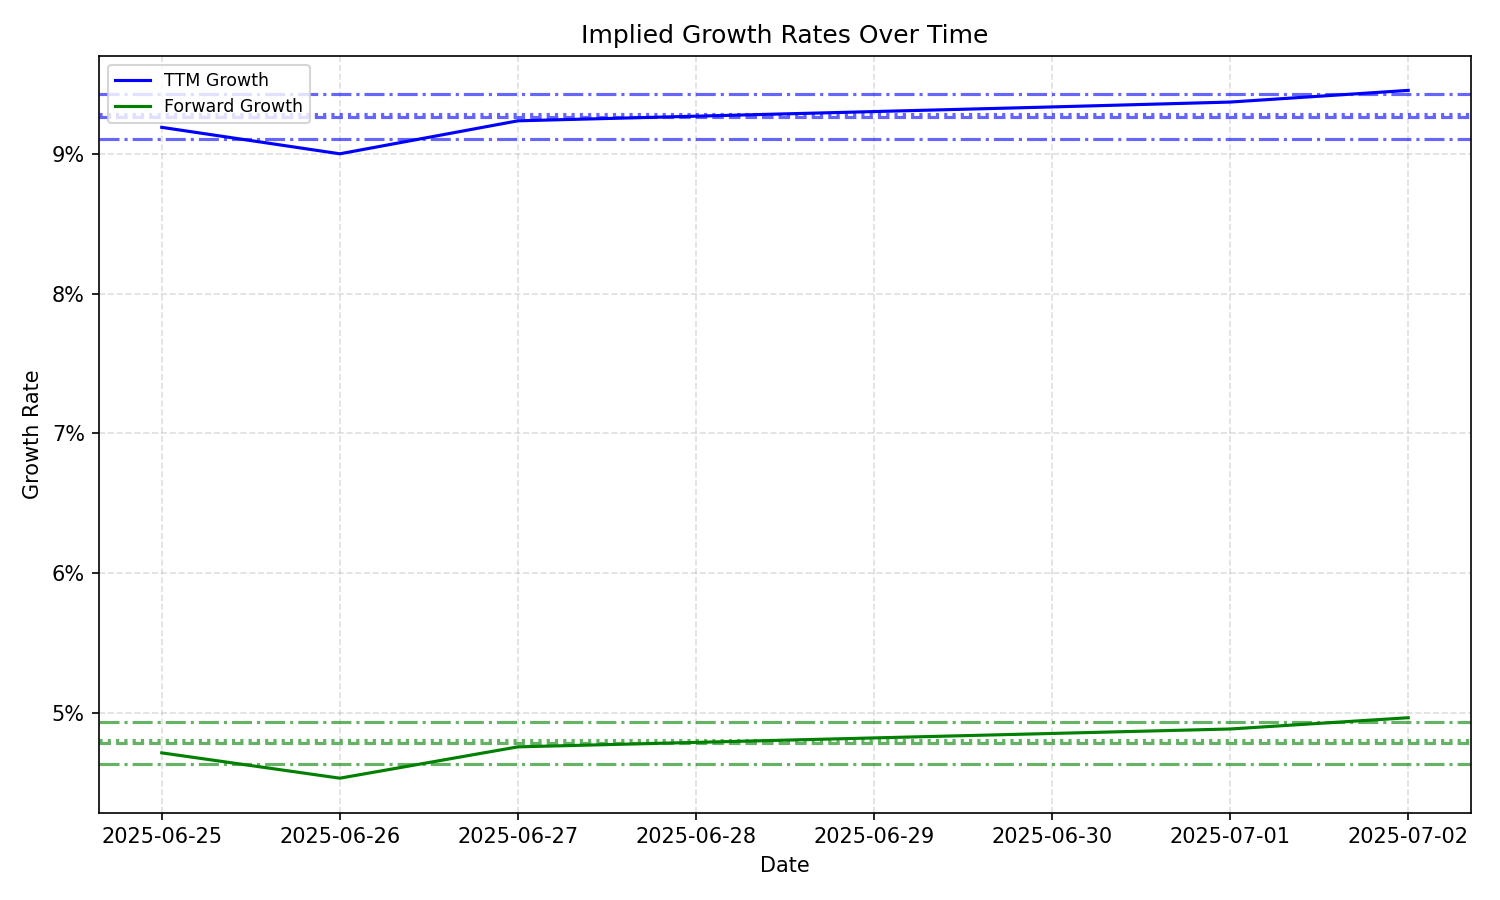 Implied Growth Rates Over Time
TTM Growth
Forward Growth
9%
8%
7%
6%
5%
Growth Rate
2025-06-25
2025-06-26
2025-06-27
2025-06-28
2025-06-29
2025-06-30
2025-07-01
2025-07-02
Date